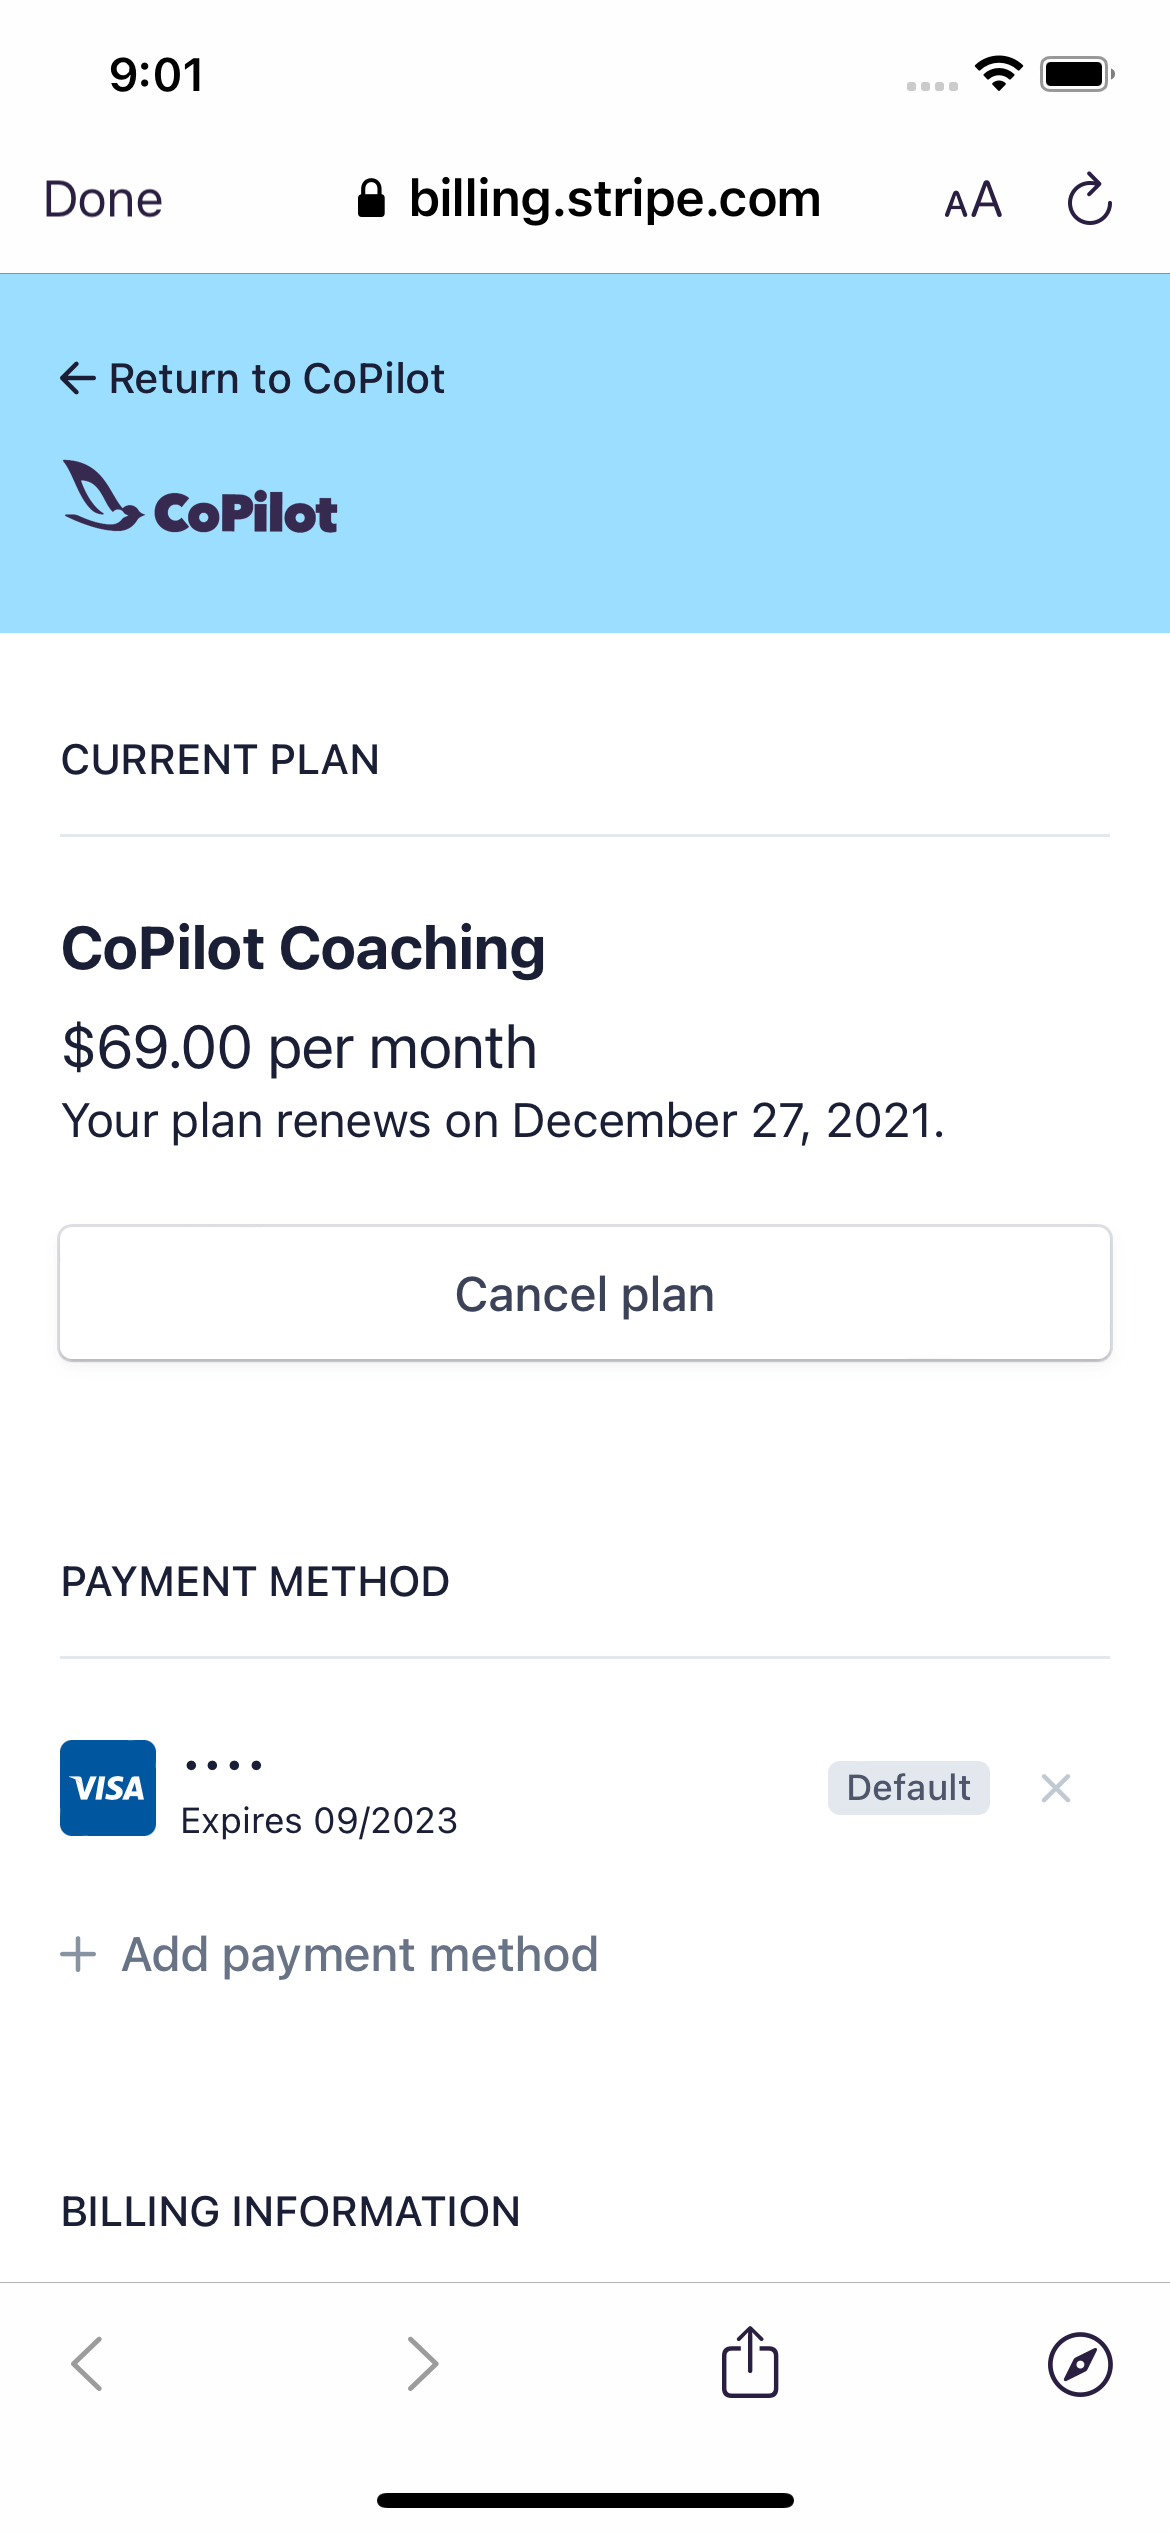 9:01
Done
billing.stripe.com
AA
← Return to CoPilot
CoPilot
CURRENT PLAN
CoPilot Coaching
$69.00 per month
Your plan renews on December 27, 2021.
Cancel plan
PAYMENT METHOD
VISA
••••
Default
Expires 09/2023
+ Add payment method
BILLING INFORMATION